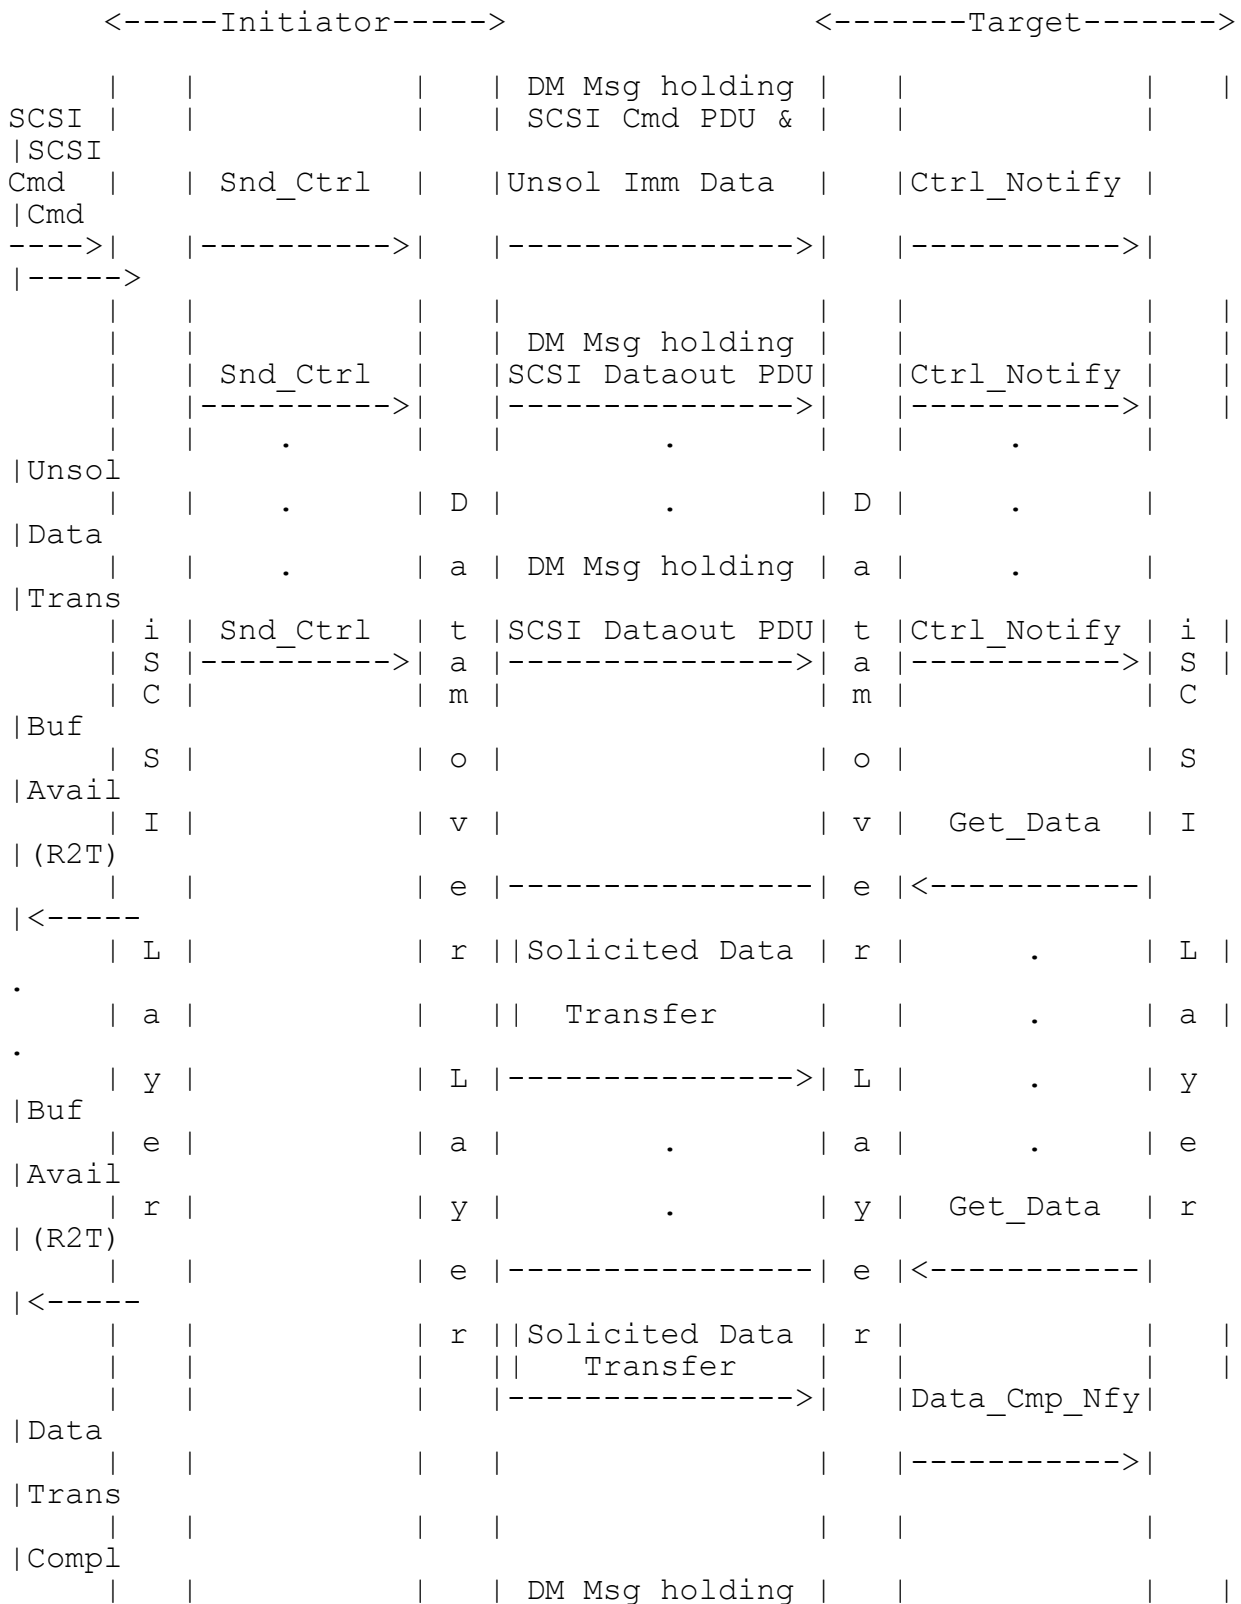 <-----Initiator----->                <-------Target------->

     |   |           |   | DM Msg holding |   |            |   |
SCSI |   |           |   | SCSI Cmd PDU & |   |            |
|SCSI
Cmd  |   | Snd_Ctrl  |   |Unsol Imm Data  |   |Ctrl_Notify |
|Cmd
---->|   |---------->|   |--------------->|   |----------->|
|----->
     |   |           |   |                |   |            |   |
     |   |           |   | DM Msg holding |   |            |   |
     |   | Snd_Ctrl  |   |SCSI Dataout PDU|   |Ctrl_Notify |   |
     |   |---------->|   |--------------->|   |----------->|   |
     |   |    .      |   |        .       |   |     .      |
|Unsol
     |   |    .      | D |        .       | D |     .      |
|Data
     |   |    .      | a | DM Msg holding | a |     .      |
|Trans
     | i | Snd_Ctrl  | t |SCSI Dataout PDU| t |Ctrl_Notify | i |
     | S |---------->| a |--------------->| a |----------->| S |
     | C |           | m |                | m |            | C
|Buf
     | S |           | o |                | o |            | S
|Avail
     | I |           | v |                | v |  Get_Data  | I
|(R2T)
     |   |           | e |----------------| e |<-----------|
|<-----
     | L |           | r ||Solicited Data | r |      .     | L |
.
     | a |           |   ||  Transfer     |   |      .     | a |
.
     | y |           | L |--------------->| L |      .     | y
|Buf
     | e |           | a |        .       | a |      .     | e
|Avail
     | r |           | y |        .       | y |  Get_Data  | r
|(R2T)
     |   |           | e |----------------| e |<-----------|
|<-----
     |   |           | r ||Solicited Data | r |            |   |
     |   |           |   ||   Transfer    |   |            |   |
     |   |           |   |--------------->|   |Data_Cmp_Nfy|
|Data
     |   |           |   |                |   |----------->|
|Trans
     |   |           |   |                |   |            |
|Compl
     |   |           |   | DM Msg holding |   |            |   |